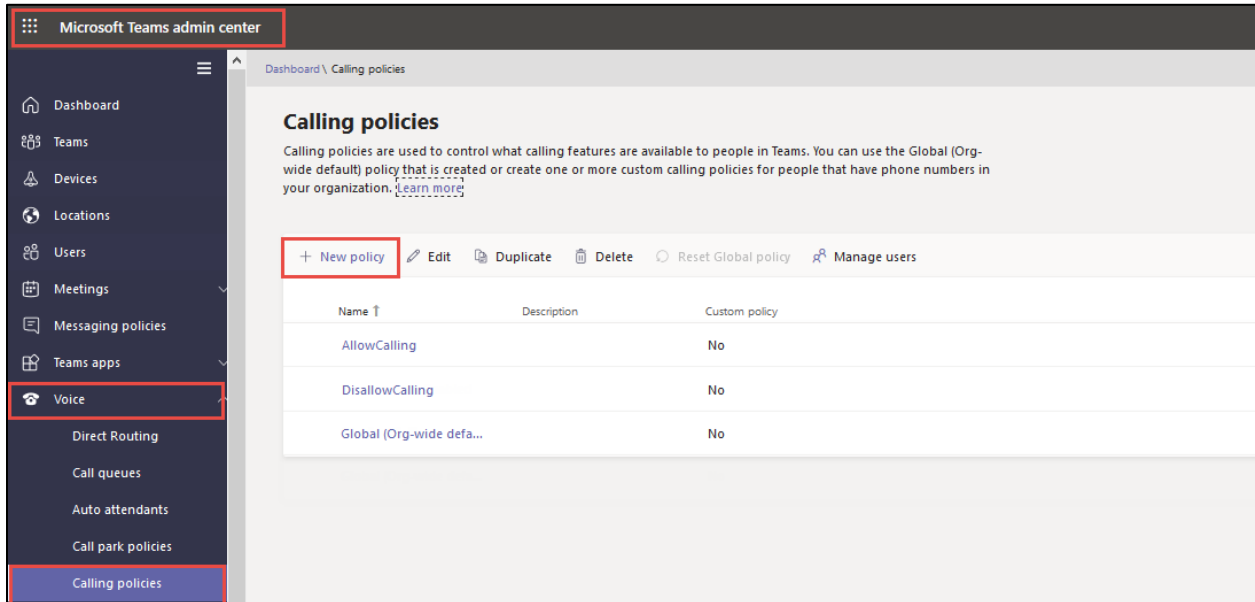 Microsoft Teams admin center
Dashboard \ Calling policies
Dashboard
Teams
Devices
Locations
Users
Meetings
Messaging policies
Teams apps
Voice
Direct Routing
Call queues
Auto attendants
Call park policies
Calling policies
Calling policies
Calling policies are used to control what calling features are available to people in Teams. You can use the Global (Org-
wide default) policy that is created or create one or more custom calling policies for people that have phone numbers in
your organization. Learn more
+ New policy Edit Duplicate Delete Reset Global policy Manage users
Name ↑ Description Custom policy
AllowCalling No
DisallowCalling No
Global (Org-wide defa... No